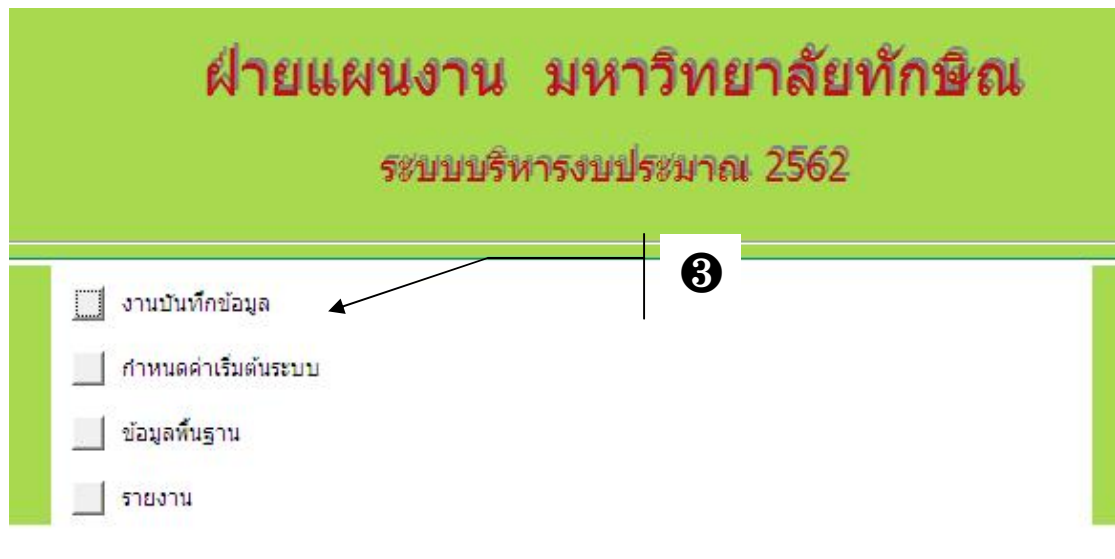 ฝ่ายแผนงาน มหาวิทยาลัยทักษิณ
ระบบบริหารงบประมาณ 2562
❸
งานบันทึกข้อมูล
กำหนดค่าเริ่มต้นระบบ
ข้อมูลพื้นฐาน
รายงาน